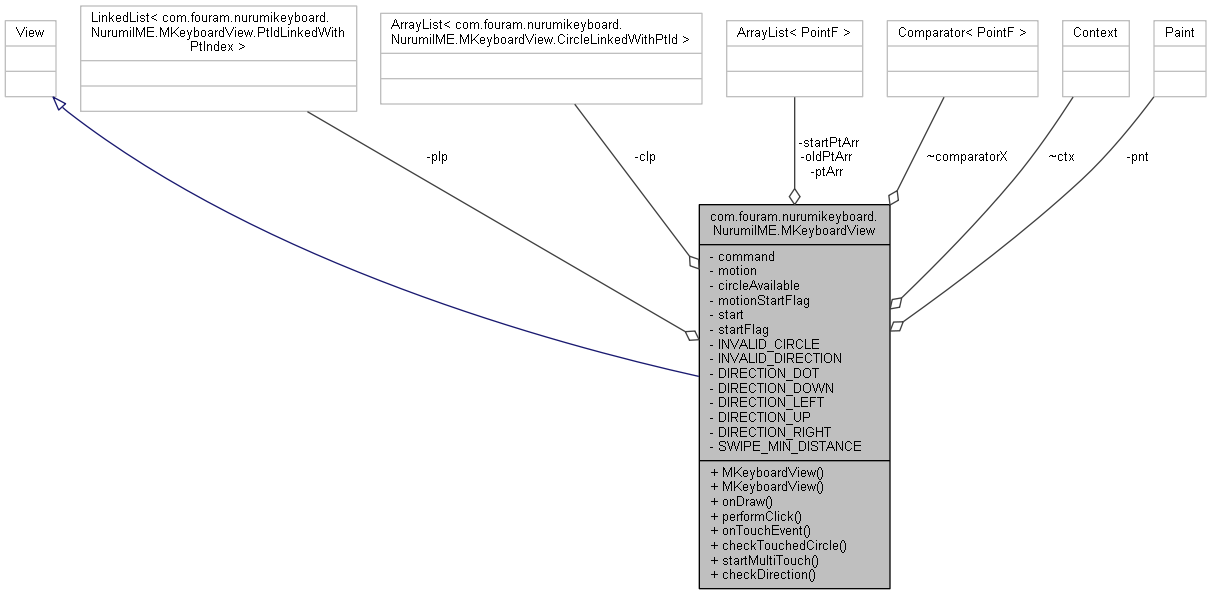 View
LinkedList< com.fouram.nurumikeyboard.
NurumiIME.MKeyboardView.PtIdLinkedWith
PtIndex >
ArrayList< com.fouram.nurumikeyboard.
NurumiIME.MKeyboardView.CircleLinkedWithPtId >
ArrayList< PointF >
Comparator< PointF >
Context
Paint
-plp
-clp
-startPtArr
-oldPtArr
-ptArr
~comparatorX
~ctx
-pnt
com.fouram.nurumikeyboard.
NurumiIME.MKeyboardView
- command
- motion
- circleAvailable
- motionStartFlag
- start
- startFlag
- INVALID_CIRCLE
- INVALID_DIRECTION
- DIRECTION_DOT
- DIRECTION_DOWN
- DIRECTION_LEFT
- DIRECTION_UP
- DIRECTION_RIGHT
- SWIPE_MIN_DISTANCE
+ MKeyboardView()
+ MKeyboardView()
+ onDraw()
+ performClick()
+ onTouchEvent()
+ checkTouchedCircle()
+ startMultiTouch()
+ checkDirection()